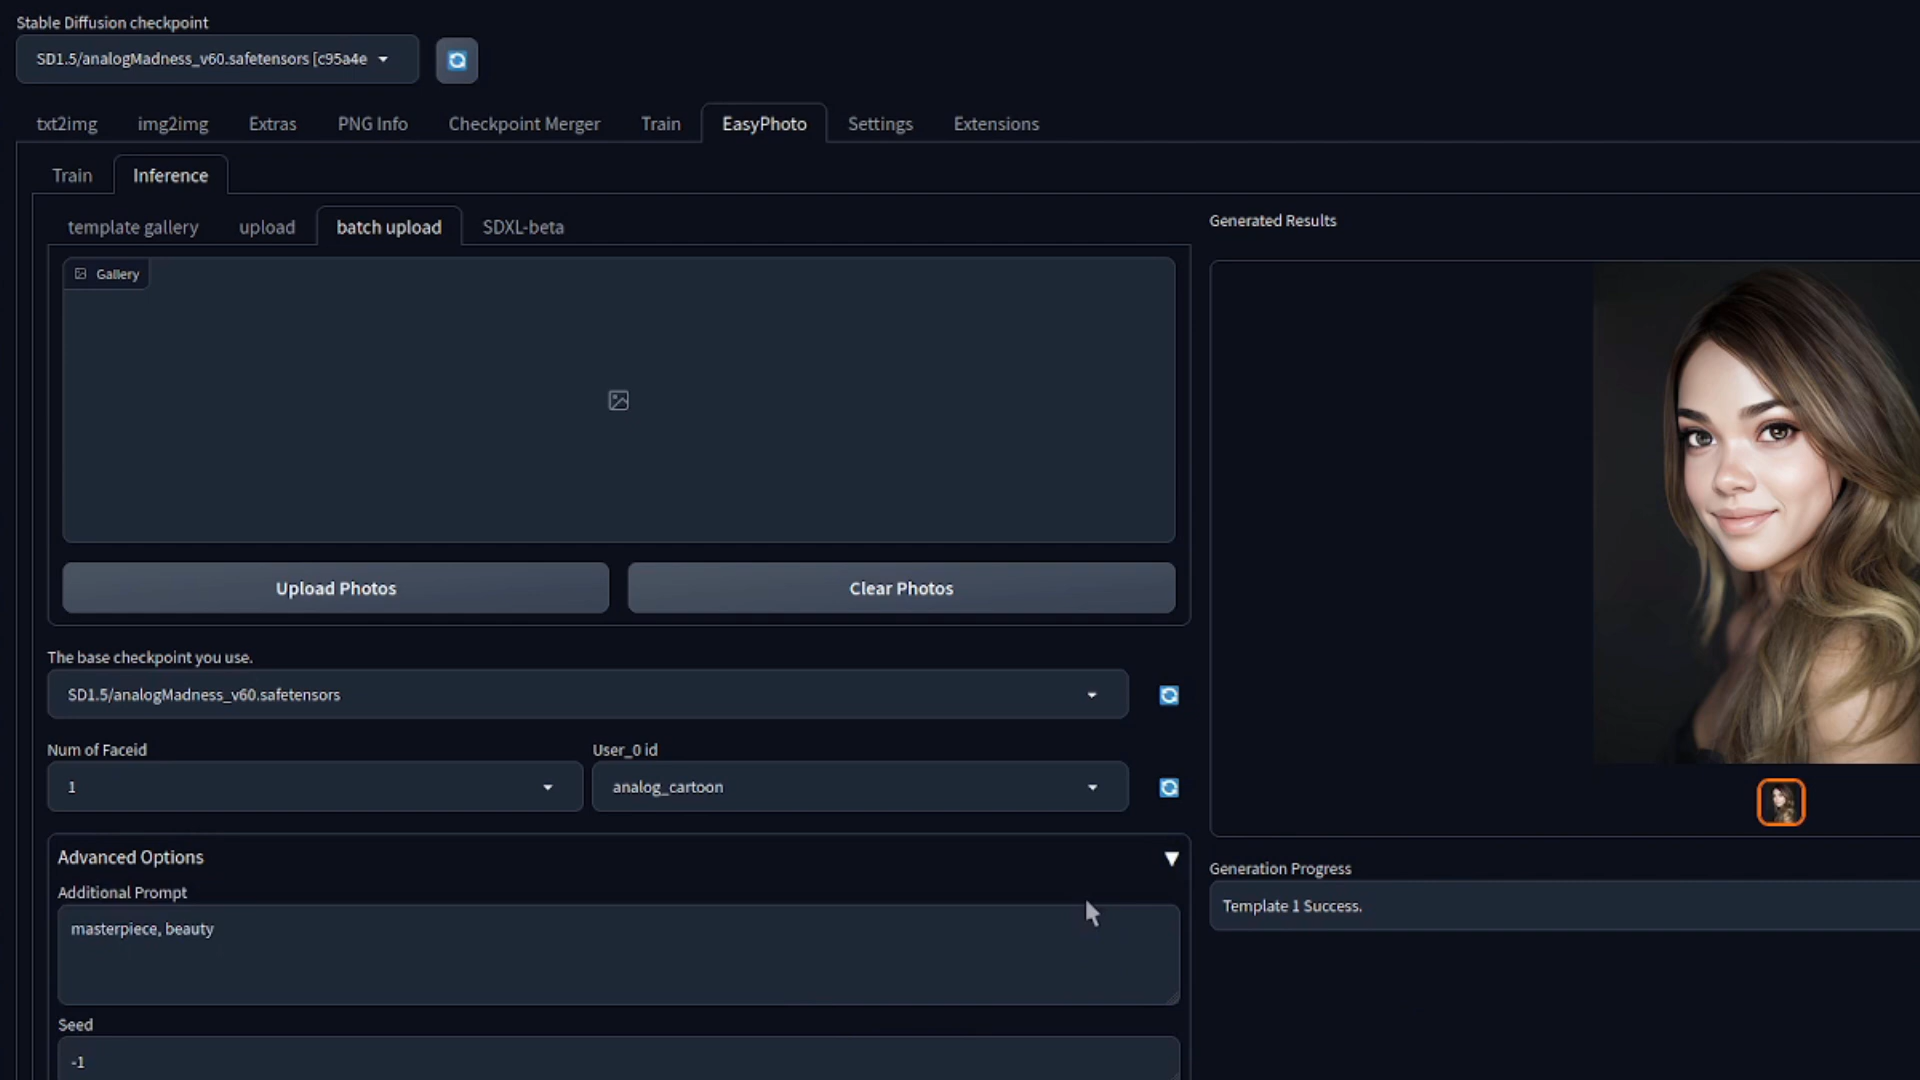 Stable Diffusion checkpoint
SD1.5/analogMadness_v60.safetensors [c95a4e
txt2img img2img Extras PNG Info Checkpoint Merger Train EasyPhoto Settings Extensions
Train Inference
template gallery upload batch upload SDXL-beta
Gallery
Upload Photos Clear Photos
The base checkpoint you use.
SD1.5/analogMadness_v60.safetensors
Num of Faceid User_0 id
1 analog_cartoon
Advanced Options
Additional Prompt
masterpiece, beauty
Seed
-1
Generated Results
Generation Progress
Template 1 Success.